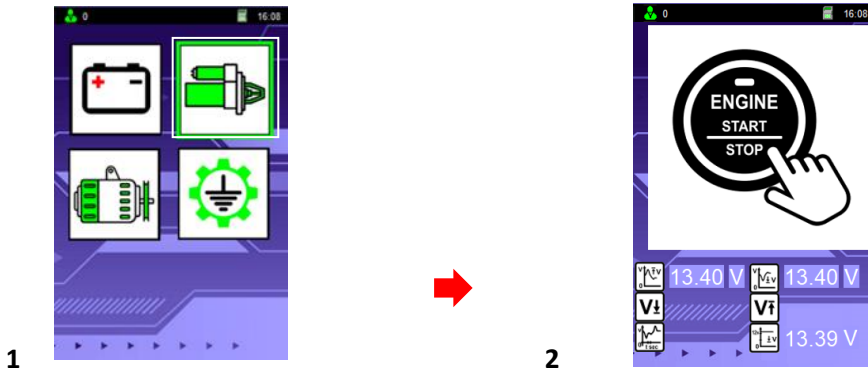 0 16:08
+ -
1
0 16:08
ENGINE
START
STOP
13.40 V 13.40 V
V V
13.39 V
2